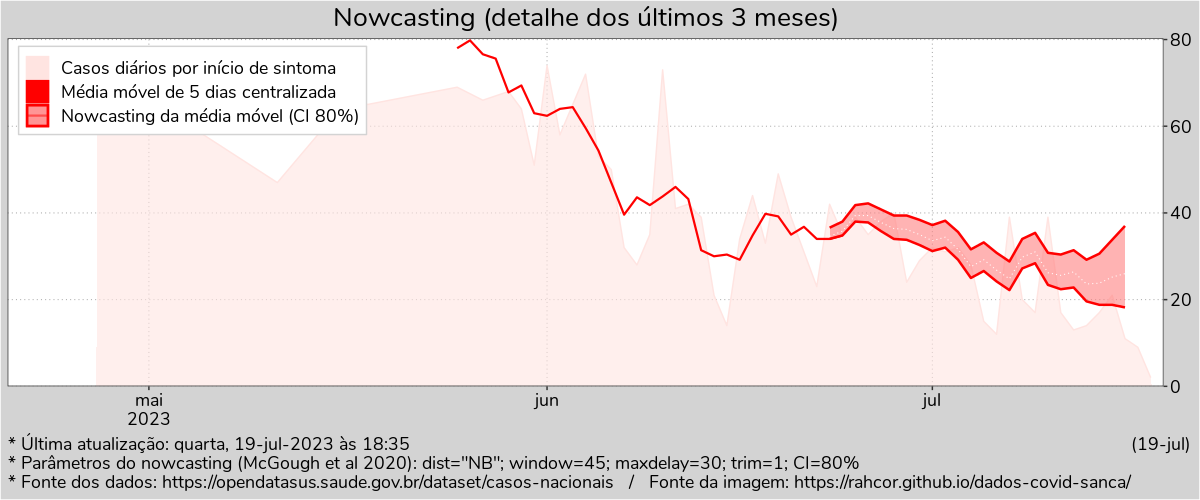 Nowcasting (detalhe dos últimos 3 meses)
Casos diários por início de sintoma
Média móvel de 5 dias centralizada
Nowcasting da média móvel (CI 80%)
80
60
40
20
0
mai
2023
jun
jul
* Última atualização: quarta, 19-jul-2023 às 18:35
(19-jul)
* Parâmetros do nowcasting (McGough et al 2020): dist="NB"; window=45; maxdelay=30; trim=1; CI=80%
* Fonte dos dados: https://opendatasus.saude.gov.br/dataset/casos-nacionais / Fonte da imagem: https://rahcor.github.io/dados-covid-sanca/